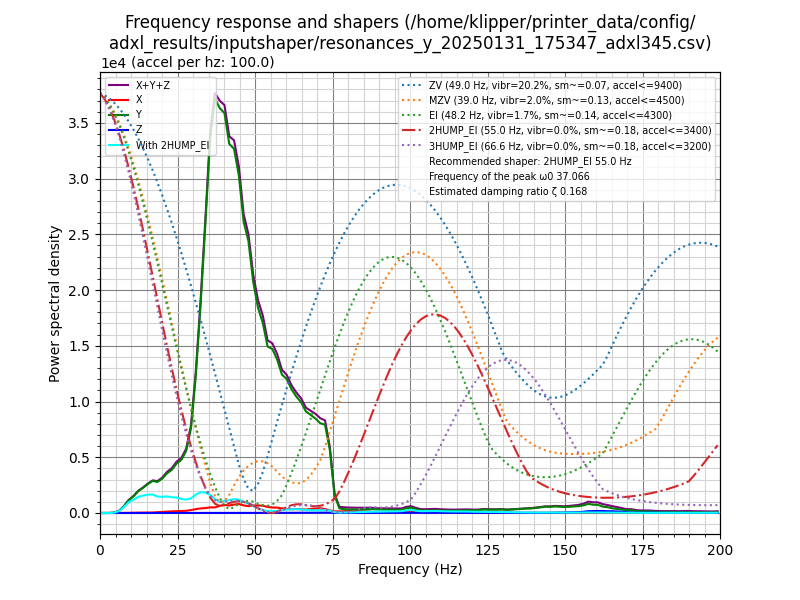 Frequency response and shapers (/home/klipper/printer_data/config/
adxl_results/inputshaper/resonances_y_20250131_175347_adxl345.csv)
1e4 (accel per hz: 100.0)
X+Y+Z
X
Y
Z
With 2HUMP_EI
ZV (49.0 Hz, vibr=20.2%, sm~=0.07, accel<=9400)
MZV (39.0 Hz, vibr=2.0%, sm~=0.13, accel<=4500)
EI (48.2 Hz, vibr=1.7%, sm~=0.14, accel<=4300)
2HUMP_EI (55.0 Hz, vibr=0.0%, sm~=0.18, accel<=3400)
3HUMP_EI (66.6 Hz, vibr=0.0%, sm~=0.18, accel<=3200)
Recommended shaper: 2HUMP_EI 55.0 Hz
Frequency of the peak ω0 37.066
Estimated damping ratio ζ 0.168
Power spectral density
3.5
3.0
2.5
2.0
1.5
1.0
0.5
0.0
0 25 50 75 100 125 150 175 200
Frequency (Hz)